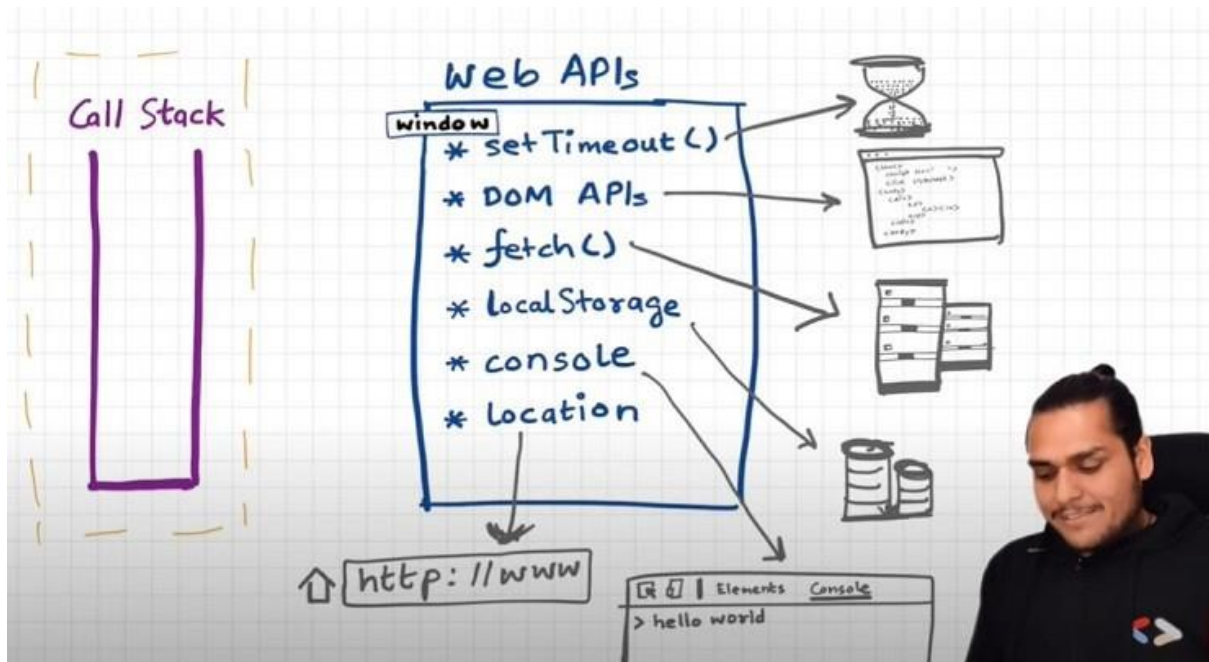 Call Stack
Web APIs
window
* setTimeout()
* DOM APIs
* fetch()
* localStorage
* console
* location
http://www
Elements Console
> hello world